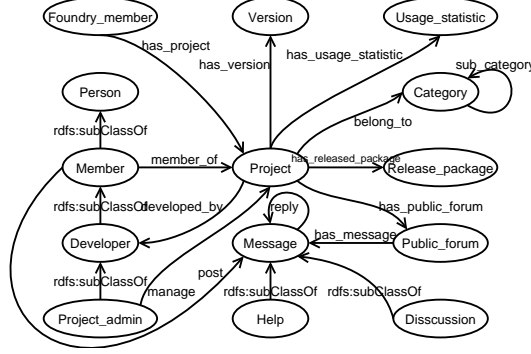 Foundry_member
Version
Usage_statistic
has_project
has_version
has_usage_statistic
sub_category
Person
Category
rdfs:subClassOf
belong_to
Member
member_of
Project
has_released_package
Release_package
rdfs:subClassOf
developed_by
reply
has_public_forum
Developer
Message
has_message
Public_forum
rdfs:subClassOf
manage
post
rdfs:subClassOf
rdfs:subClassOf
Project_admin
Help
Disscussion